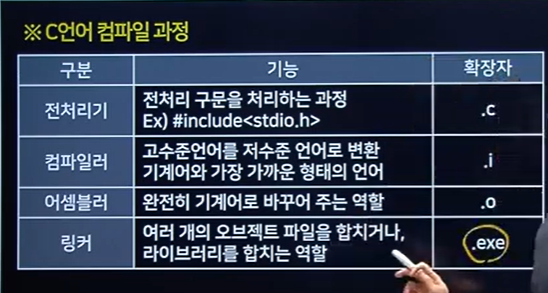 ※ C언어 컴파일 과정
구분 기능 확장자
전처리기 전처리 구문을 처리하는 과정 .c
Ex) #include<stdio.h>
컴파일러 고수준언어를 저수준 언어로 변환 .i
기계어와 가장 가까운 형태의 언어
어셈블러 완전히 기계어로 바꾸어 주는 역할 .o
링커 여러 개의 오브젝트 파일을 합치거나, .exe
라이브러리를 합치는 역할